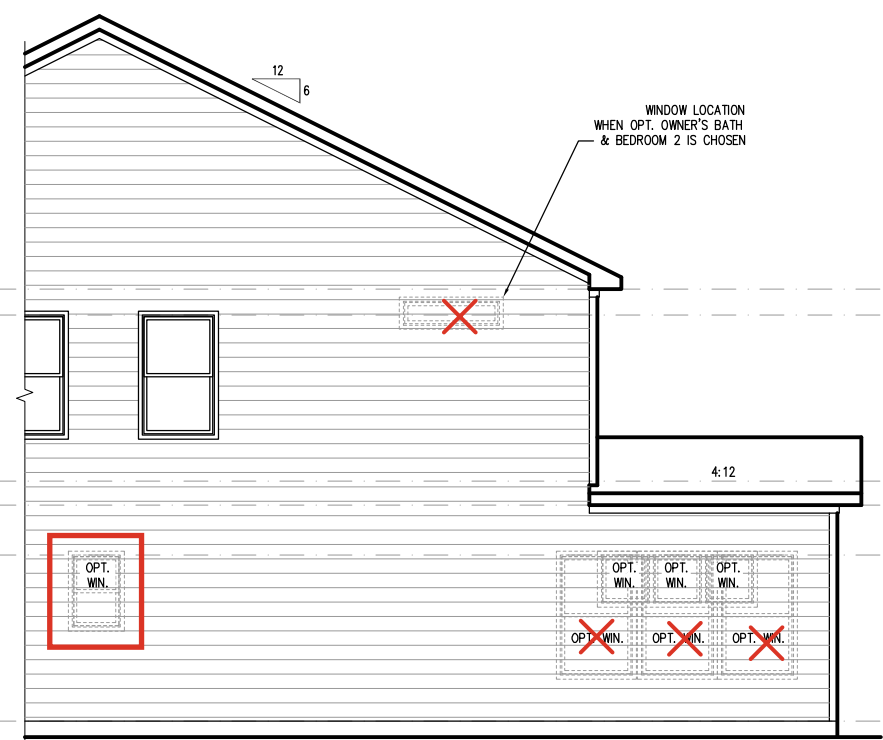 12
6
WINDOW LOCATION
WHEN OPT. OWNER'S BATH
& BEDROOM 2 IS CHOSEN
4:12
OPT.
WIN.
OPT.
WIN.
OPT.
WIN.
OPT.
WIN.
OPT. WIN.
OPT. WIN.
OPT. WIN.